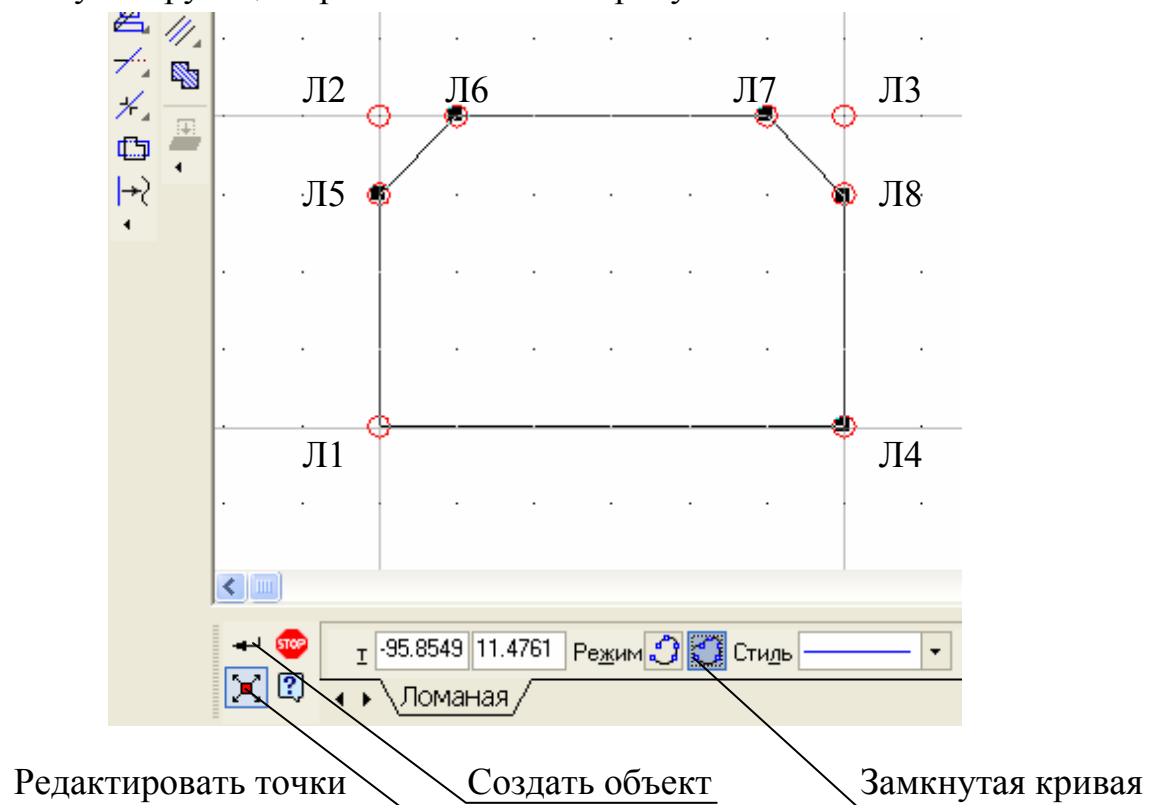 Л2 Л6 Л7 Л3
Л5 Л8
Л1 Л4
STOP
т -95.8549 11.4761 Режим Стиль
? Ломаная
Редактировать точки Создать объект Замкнутая кривая